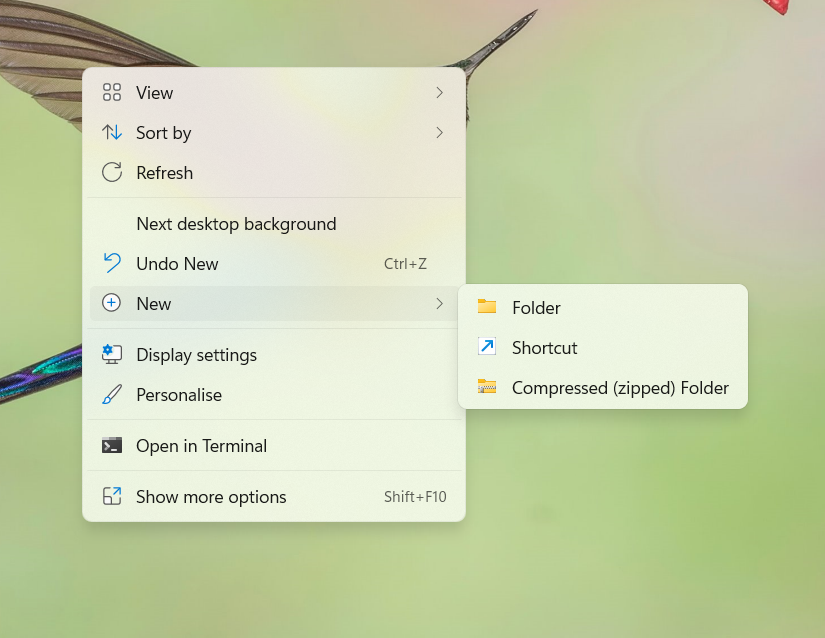 View
Sort by
Refresh
Next desktop background
Undo New Ctrl+Z
New
Folder
Shortcut
Compressed (zipped) Folder
Display settings
Personalise
Open in Terminal
Show more options Shift+F10